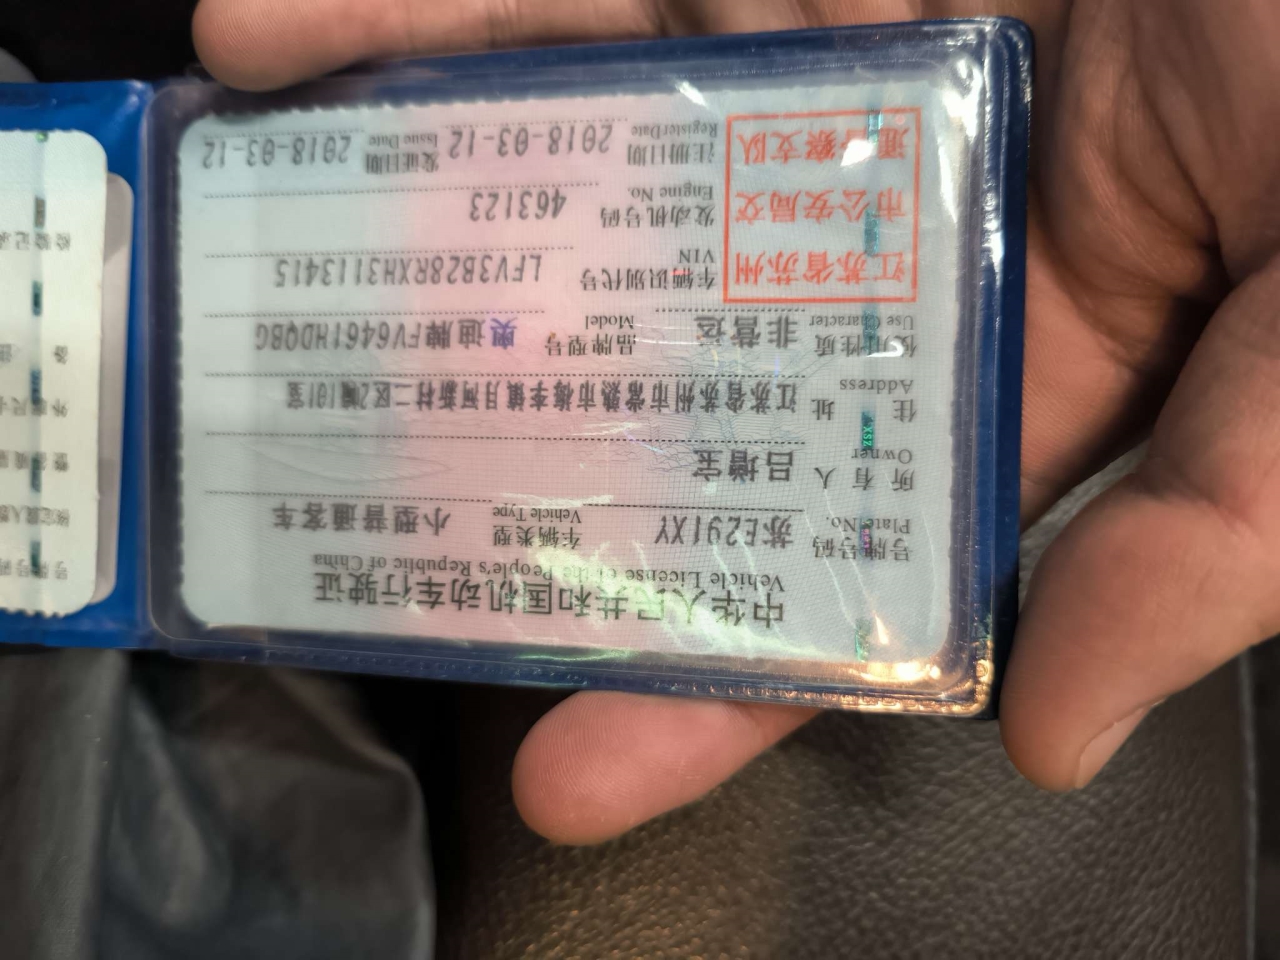 中华人民共和国机动车行驶证
Vehicle License of the People's Republic of China
号牌号码 苏E291XY 车辆类型 小型普通客车
Plate No. Vehicle Type
所有人 吕增宝
Owner
住址 江苏省苏州市常熟市梅李镇月河新村二区2幢101室
Address
使用性质 非营运 品牌型号 奥迪牌FV6461HDQBG
Use Character Model
江苏省苏州
市公安局交
通警察支队
车辆识别代号 LFV3B28RXH3113415
VIN
发动机号码 463123
Engine No.
注册日期 2018-03-12 发证日期 2018-03-12
Register Date Issue Date
XSZ
检验记录